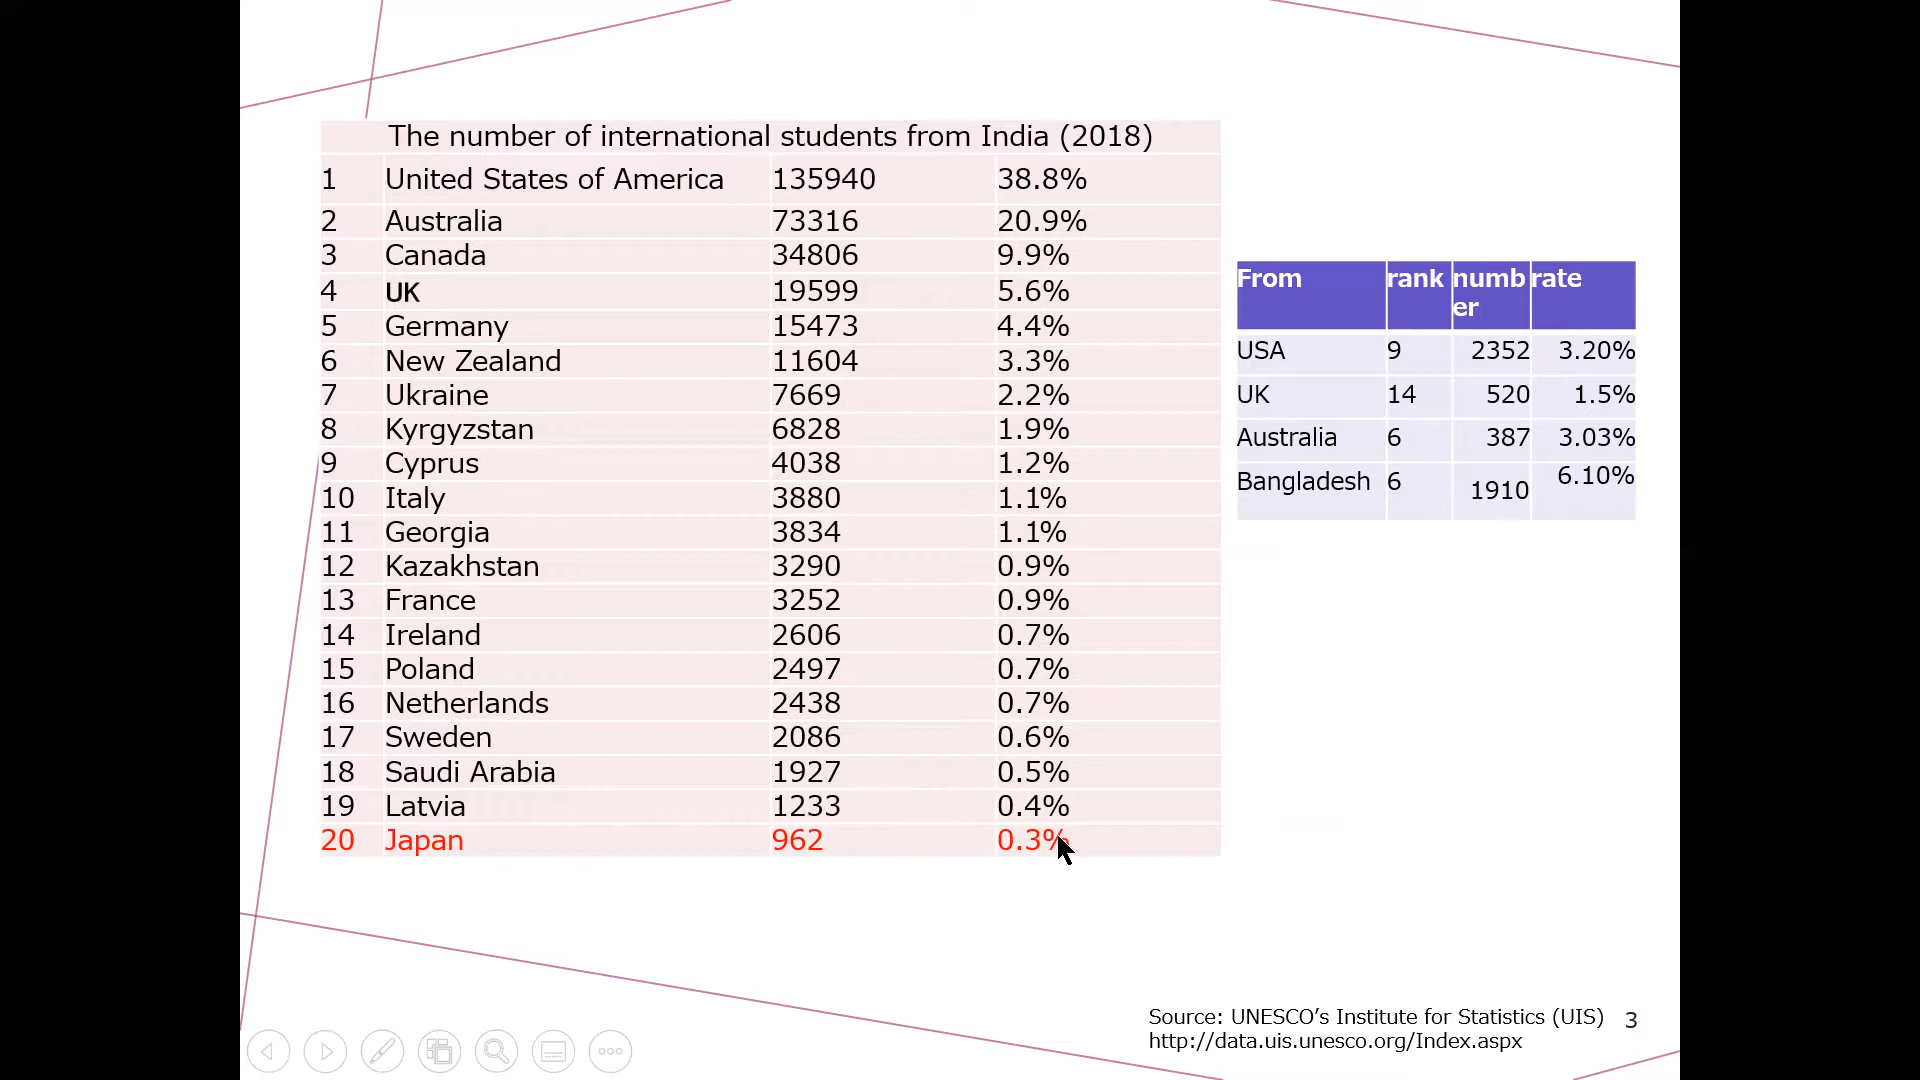 The number of international students from India (2018)
1 United States of America 135940 38.8%
2 Australia 73316 20.9%
3 Canada 34806 9.9%
4 UK 19599 5.6%
5 Germany 15473 4.4%
6 New Zealand 11604 3.3%
7 Ukraine 7669 2.2%
8 Kyrgyzstan 6828 1.9%
9 Cyprus 4038 1.2%
10 Italy 3880 1.1%
11 Georgia 3834 1.1%
12 Kazakhstan 3290 0.9%
13 France 3252 0.9%
14 Ireland 2606 0.7%
15 Poland 2497 0.7%
16 Netherlands 2438 0.7%
17 Sweden 2086 0.6%
18 Saudi Arabia 1927 0.5%
19 Latvia 1233 0.4%
20 Japan 962 0.3%
From rank numb rate
er
USA 9 2352 3.20%
UK 14 520 1.5%
Australia 6 387 3.03%
Bangladesh 6 1910 6.10%
Source: UNESCO’s Institute for Statistics (UIS) 3
http://data.uis.unesco.org/Index.aspx